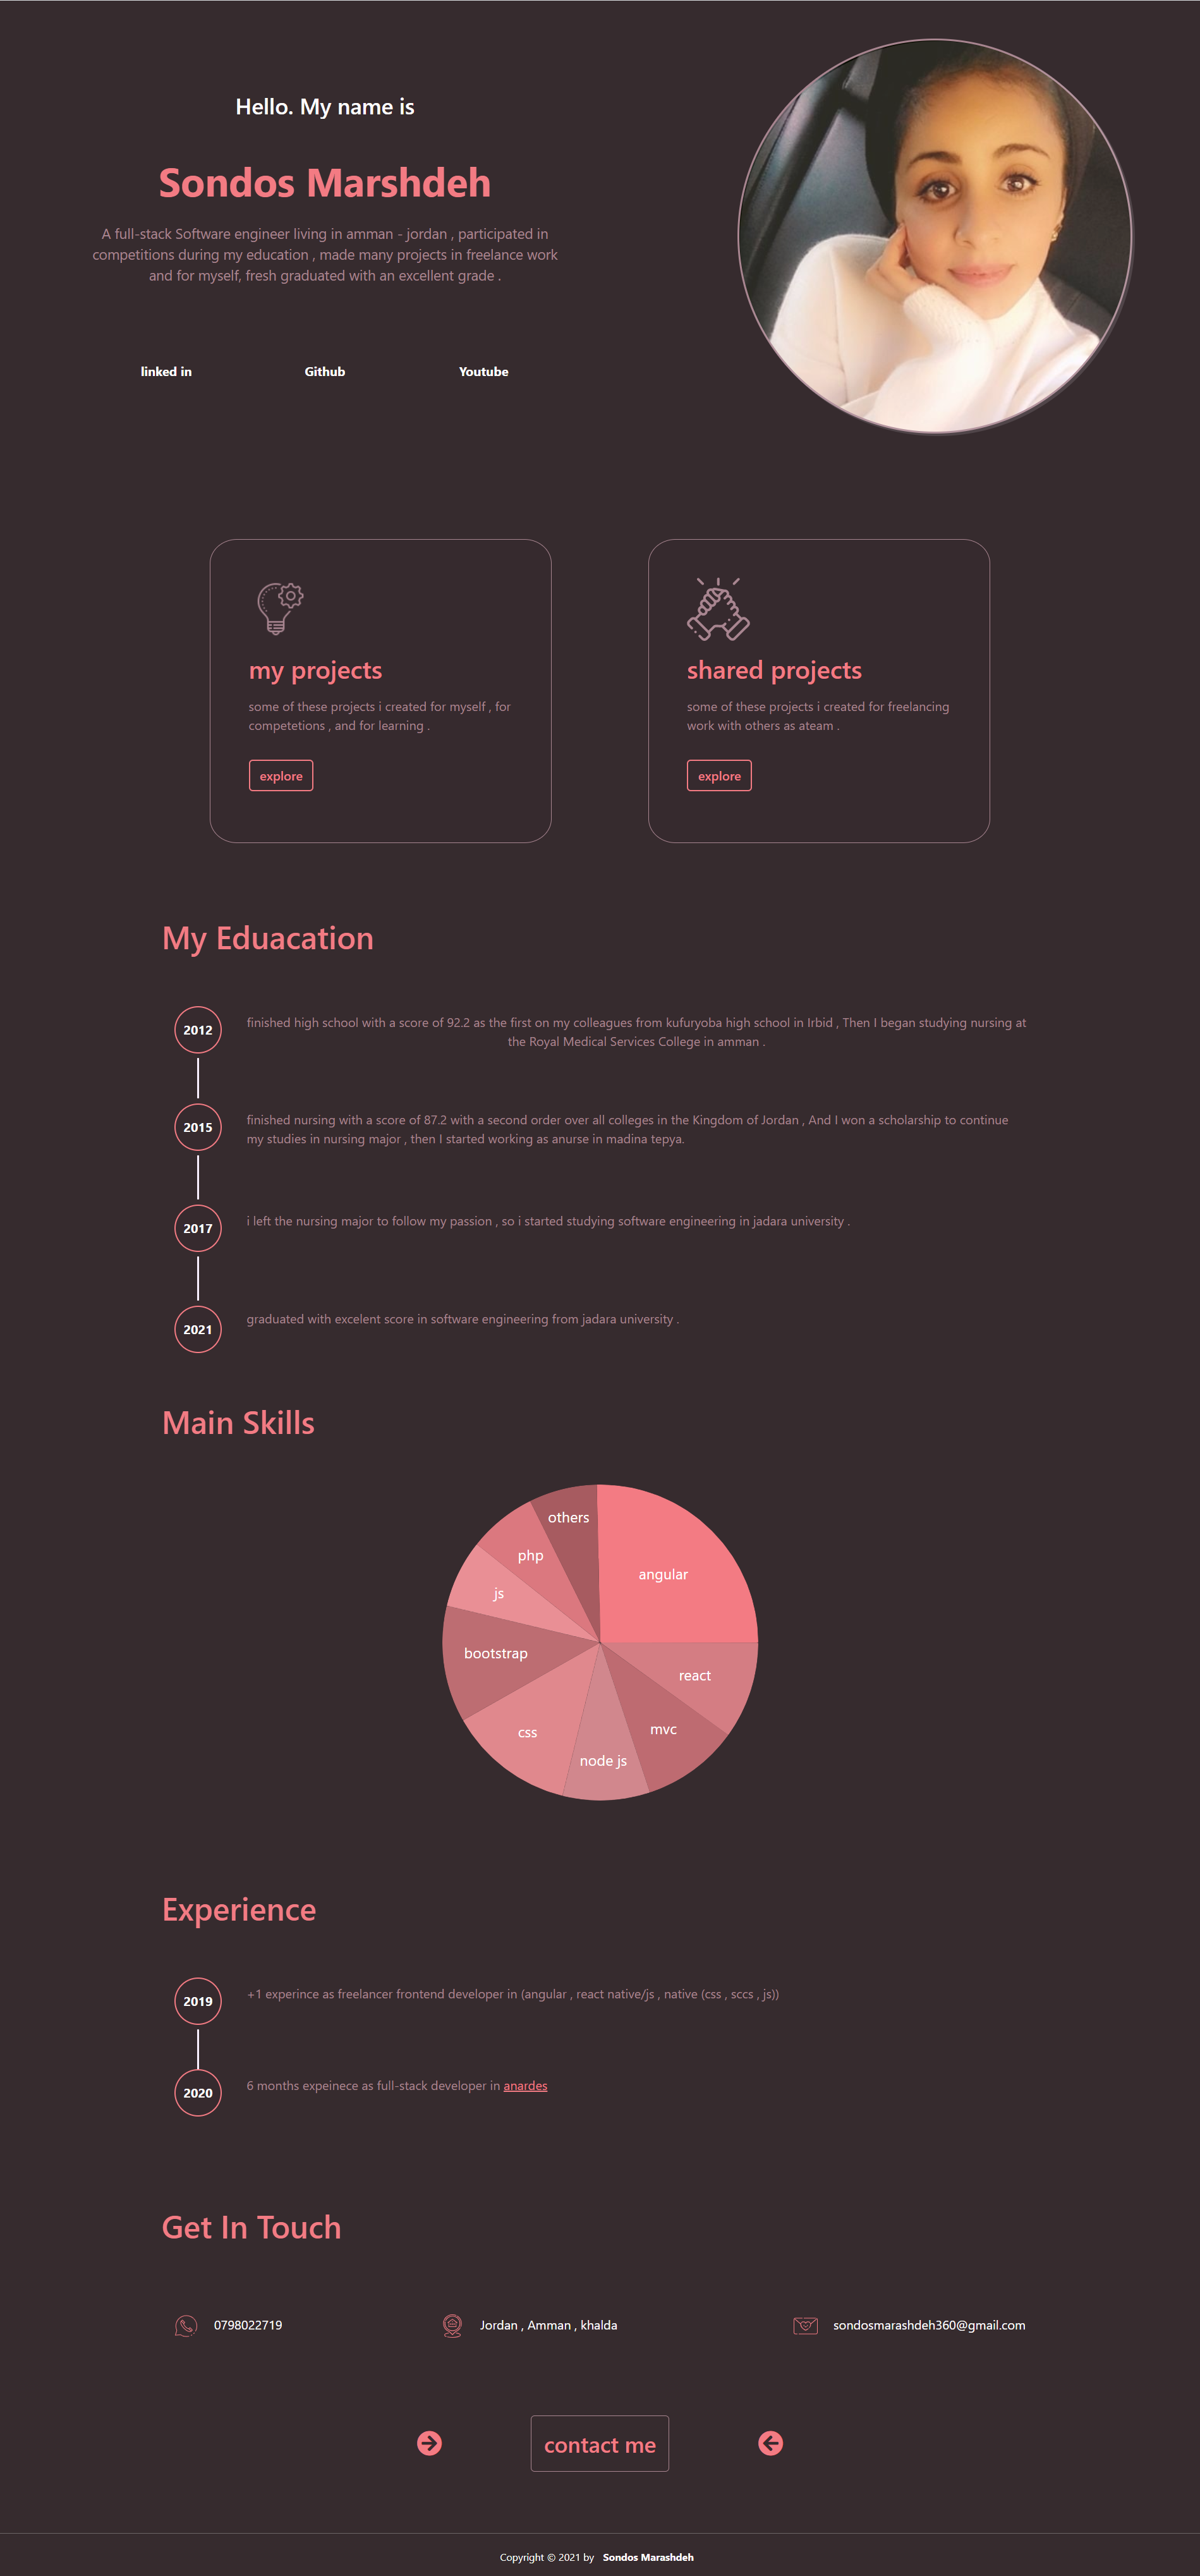 Hello. My name is
Sondos Marshdeh
A full-stack Software engineer living in amman - jordan , participated in
competitions during my education , made many projects in freelance work
and for myself, fresh graduated with an excellent grade .
linked in
Github
Youtube
my projects
some of these projects i created for myself , for
competetions , and for learning .
explore
shared projects
some of these projects i created for freelancing
work with others as ateam .
explore
My Eduacation
2012
finished high school with a score of 92.2 as the first on my colleagues from kufuryoba high school in Irbid , Then I began studying nursing at
the Royal Medical Services College in amman .
2015
finished nursing with a score of 87.2 with a second order over all colleges in the Kingdom of Jordan , And I won a scholarship to continue
my studies in nursing major , then I started working as anurse in madina tepya.
2017
i left the nursing major to follow my passion , so i started studying software engineering in jadara university .
2021
graduated with excelent score in software engineering from jadara university .
Main Skills
others
php
angular
js
bootstrap
react
css
mvc
node js
Experience
2019
+1 experince as freelancer frontend developer in (angular , react native/js , native (css , sccs , js))
2020
6 months expeinece as full-stack developer in anardes
Get In Touch
0798022719
Jordan , Amman , khalda
sondosmarashdeh360@gmail.com
contact me
Copyright © 2021 by Sondos Marashdeh